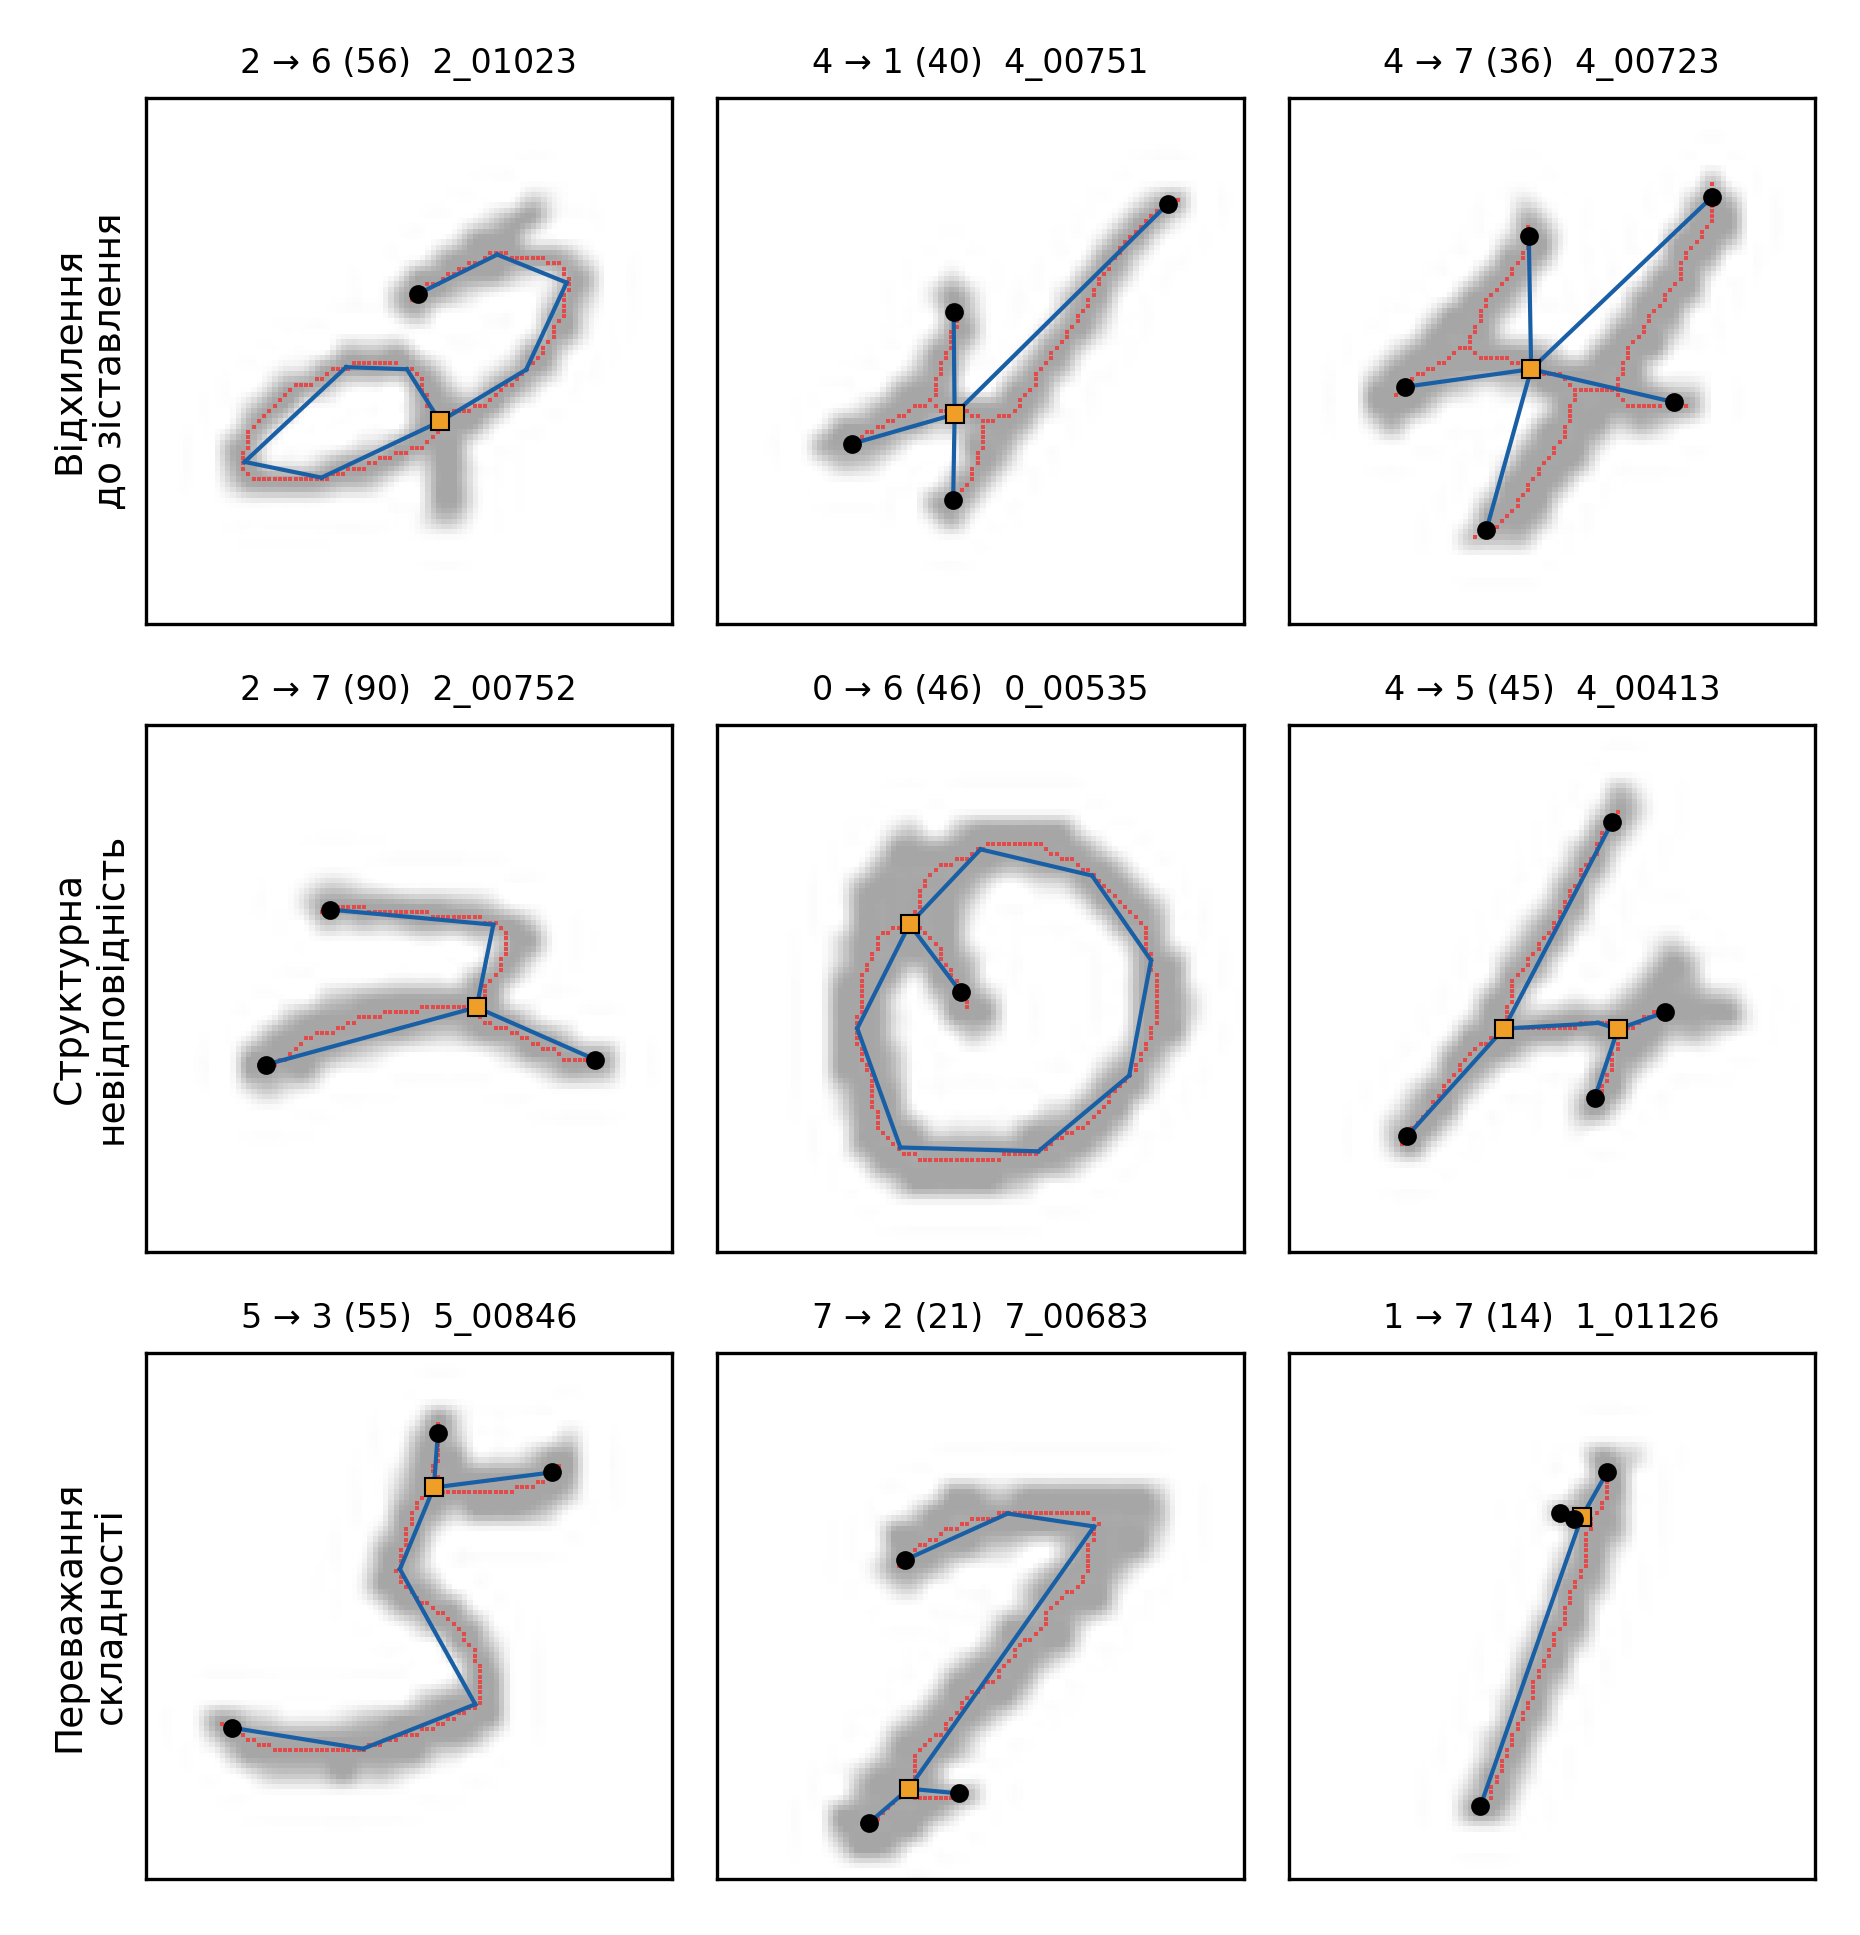 2 → 6 (56)  2_01023
4 → 1 (40)  4_00751
4 → 7 (36)  4_00723
Відхилення
до зіставлення
2 → 7 (90)  2_00752
0 → 6 (46)  0_00535
4 → 5 (45)  4_00413
Структурна
невідповідність
5 → 3 (55)  5_00846
7 → 2 (21)  7_00683
1 → 7 (14)  1_01126
Переважання
складності